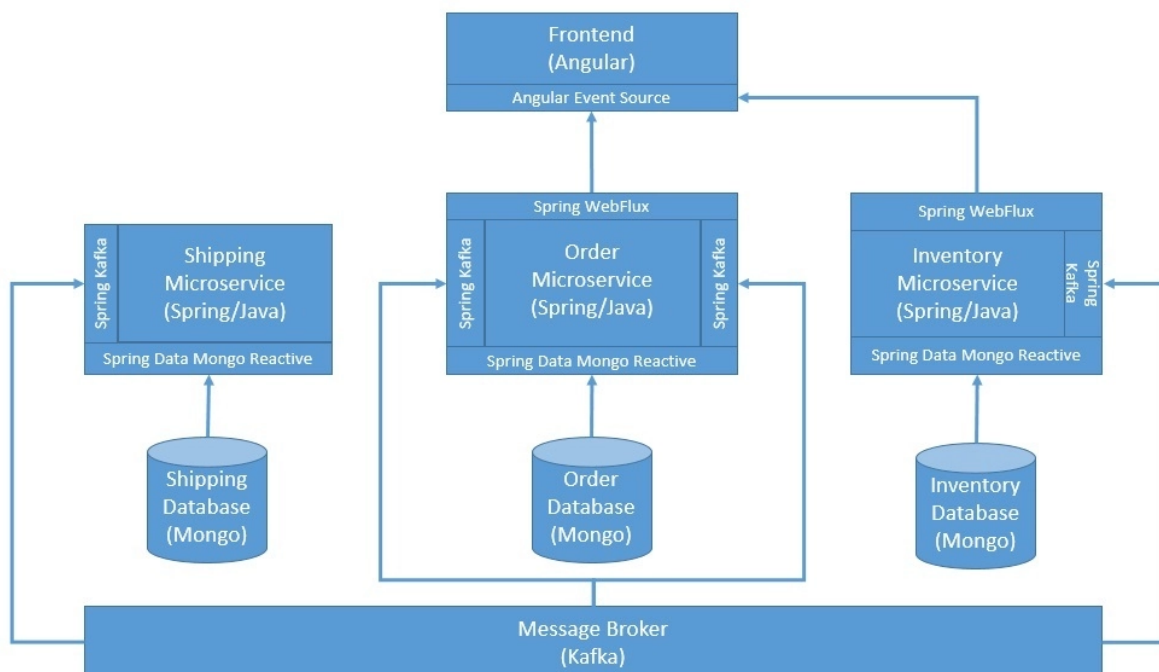 Frontend
(Angular)
Angular Event Source
Spring WebFlux
Spring WebFlux
Spring Kafka
Shipping
Microservice
(Spring/Java)
Spring Data Mongo Reactive
Spring Kafka
Order
Microservice
(Spring/Java)
Spring Kafka
Spring Data Mongo Reactive
Inventory
Microservice
(Spring/Java)
Spring
Kafka
Spring Data Mongo Reactive
Shipping
Database
(Mongo)
Order
Database
(Mongo)
Inventory
Database
(Mongo)
Message Broker
(Kafka)